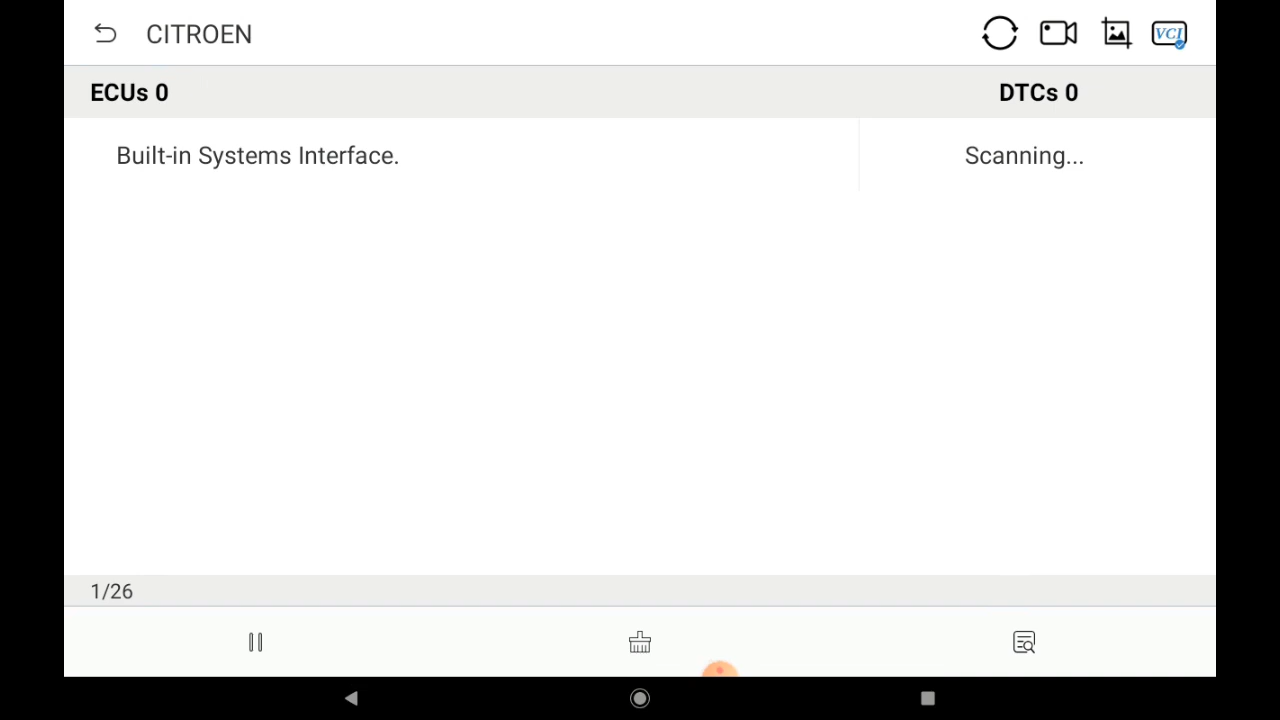 CITROEN
VCI
ECUs 0
DTCs 0
Built-in Systems Interface.
Scanning...
1/26